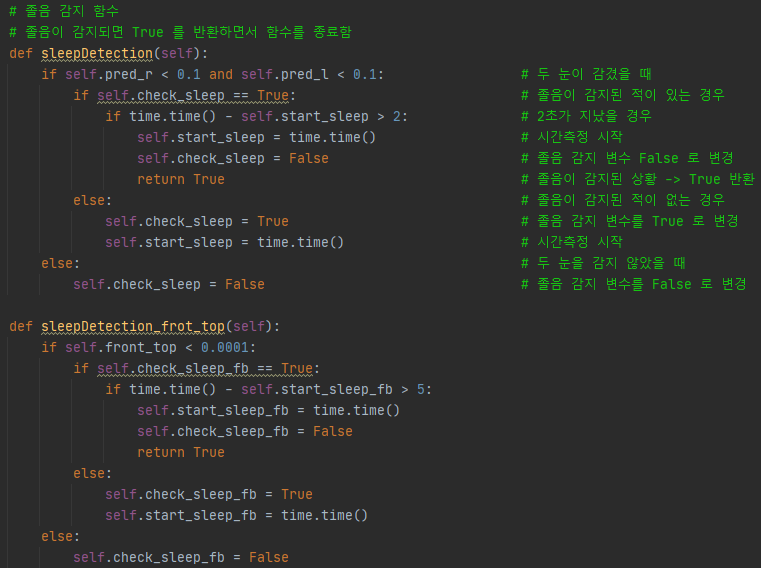 # 졸음 감지 함수
# 졸음이 감지되면 True 를 반환하면서 함수를 종료함
def sleepDetection(self):
    if self.pred_r < 0.1 and self.pred_l < 0.1:                 # 두 눈이 감겼을 때
        if self.check_sleep == True:                            # 졸음이 감지된 적이 있는 경우
            if time.time() - self.start_sleep > 2:              # 2초가 지났을 경우
                self.start_sleep = time.time()                  # 시간측정 시작
                self.check_sleep = False                        # 졸음 감지 변수 False 로 변경
                return True                                     # 졸음이 감지된 상황 -> True 반환
        else:                                                   # 졸음이 감지된 적이 없는 경우
            self.check_sleep = True                             # 졸음 감지 변수를 True 로 변경
            self.start_sleep = time.time()                      # 시간측정 시작
    else:                                                       # 두 눈을 감지 않았을 때
        self.check_sleep = False                                # 졸음 감지 변수를 False 로 변경

def sleepDetection_frot_top(self):
    if self.front_top < 0.0001:
        if self.check_sleep_fb == True:
            if time.time() - self.start_sleep_fb > 5:
                self.start_sleep_fb = time.time()
                self.check_sleep_fb = False
                return True
        else:
            self.check_sleep_fb = True
            self.start_sleep_fb = time.time()
    else:
        self.check_sleep_fb = False